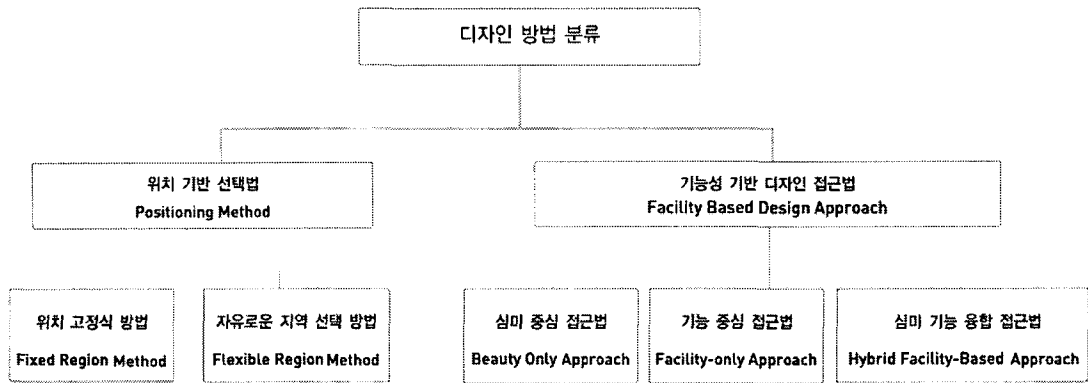 디자인 방법 분류
위치 기반 선택법
Positioning Method
기능성 기반 디자인 접근법
Facility Based Design Approach
위치 고정식 방법
Fixed Region Method
자유로운 지역 선택 방법
Flexible Region Method
심미 중심 접근법
Beauty Only Approach
기능 중심 접근법
Facility-only Approach
심미 기능 융합 접근법
Hybrid Facility-Based Approach